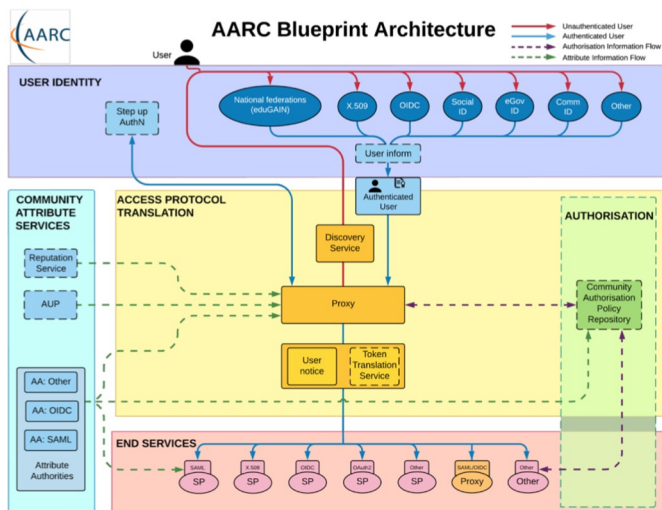 AARC
AARC Blueprint Architecture
Unauthenticated User
Authenticated User
Authorisation Information Flow
Attribute Information Flow
User
USER IDENTITY
Step up
AuthN
National federations
(eduGAIN)
X.509
OIDC
Social
ID
eGov
ID
Comm
ID
Other
User inform
Authenticated
User
COMMUNITY
ATTRIBUTE
SERVICES
Reputation
Service
AUP
AA: Other
AA: OIDC
AA: SAML
Attribute
Authorities
ACCESS PROTOCOL
TRANSLATION
Discovery
Service
Proxy
User
notice
Token
Translation
Service
AUTHORISATION
Community
Authorisation
Policy
Repository
END SERVICES
SAML
SP
X.509
SP
OIDC
SP
OAuth2
SP
Other
SP
SAML/OIDC
Proxy
Other
Other